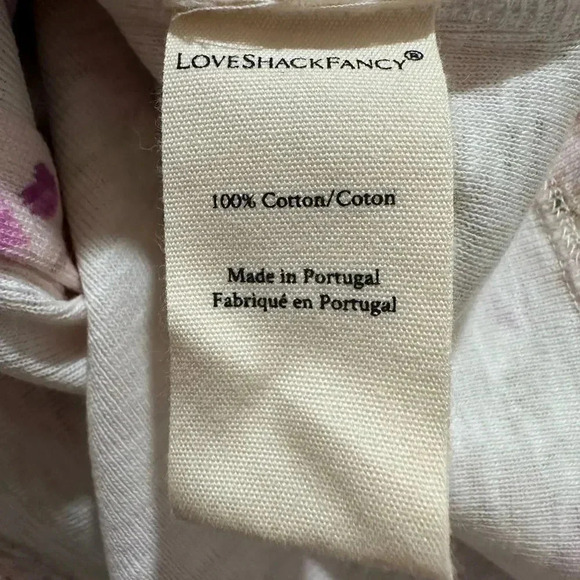 LOVESHACKFANCY®
100% Cotton/Coton
Made in Portugal
Fabriqué en Portugal